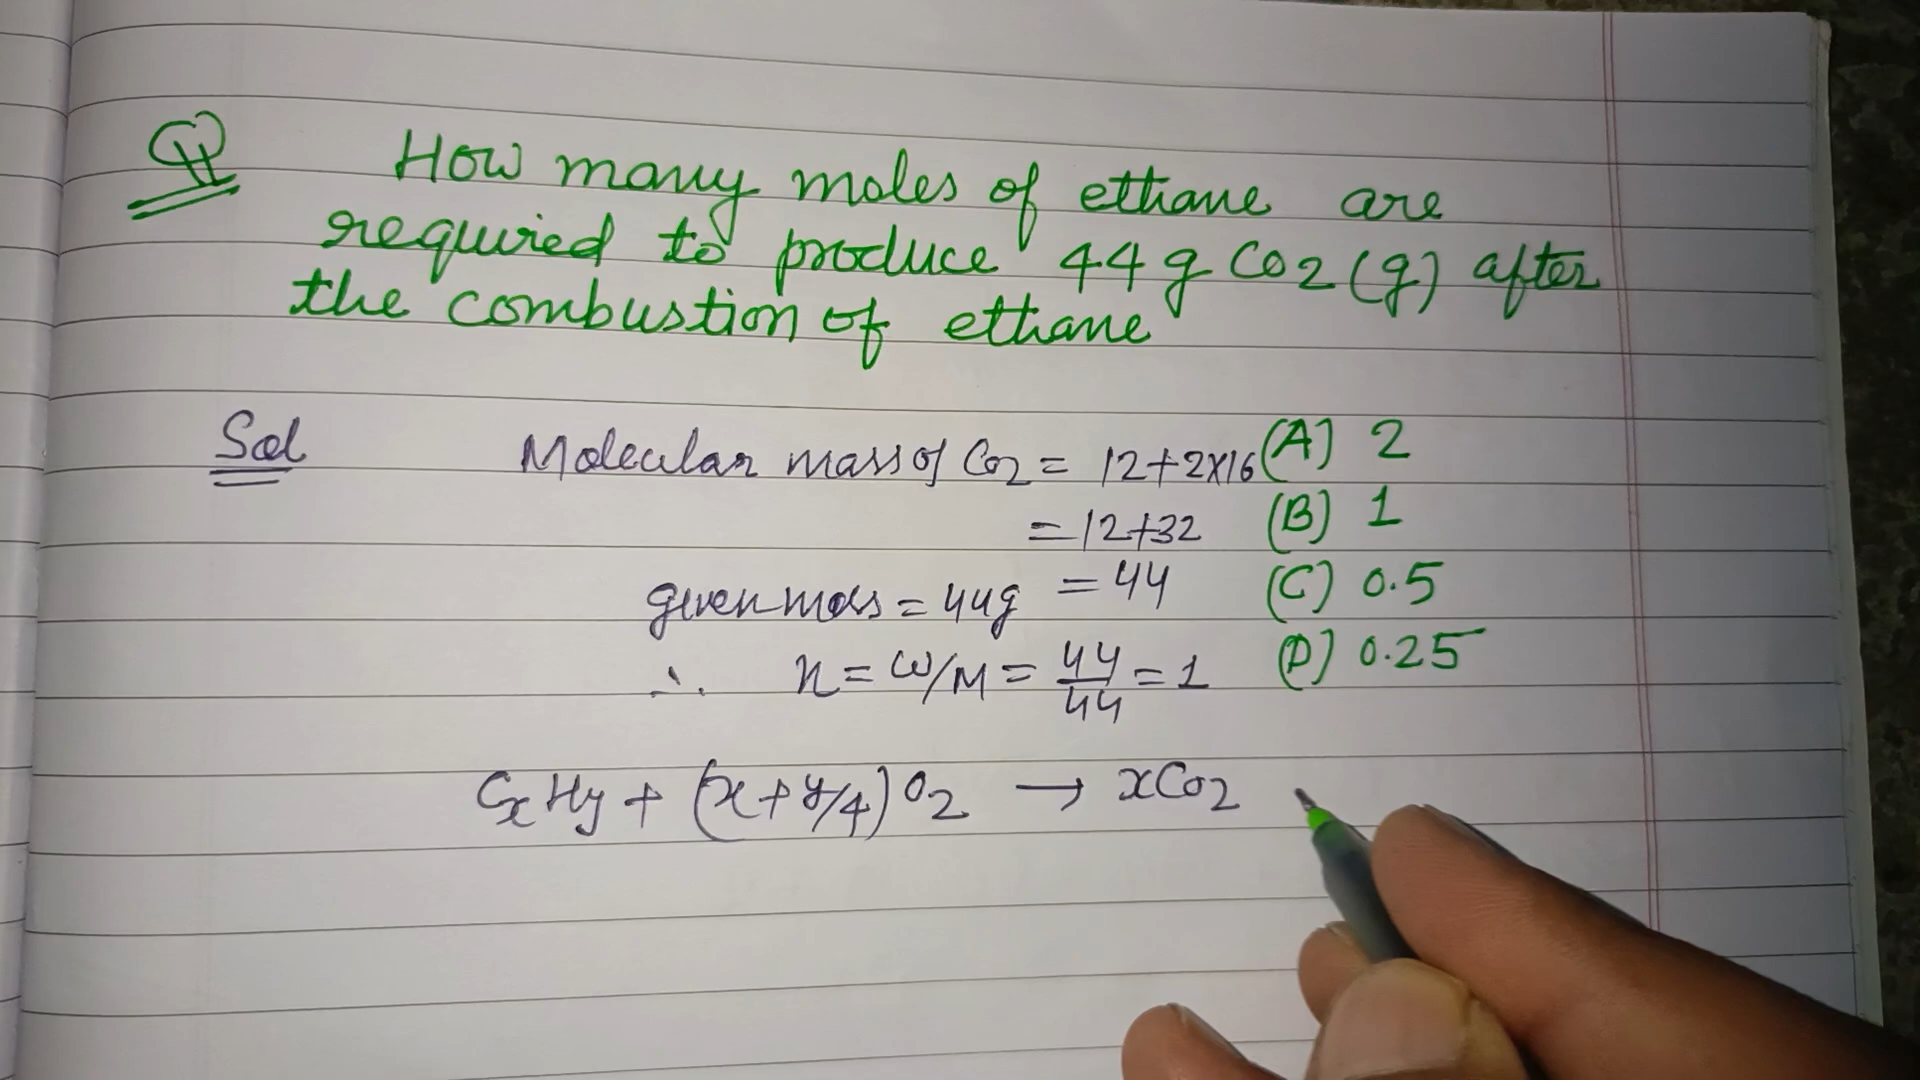 Q How many moles of ethane are
required to produce 44 g CO2 (g) after
the combustion of ethane
Sol Molecular mass of CO2 = 12+2×16 (A) 2
= 12+32 (B) 1
given mass = 44g = 44 (C) 0.5
∴ n = w/M = 44/44 = 1 (D) 0.25
CxHy + (x+y/4) O2 → xCO2